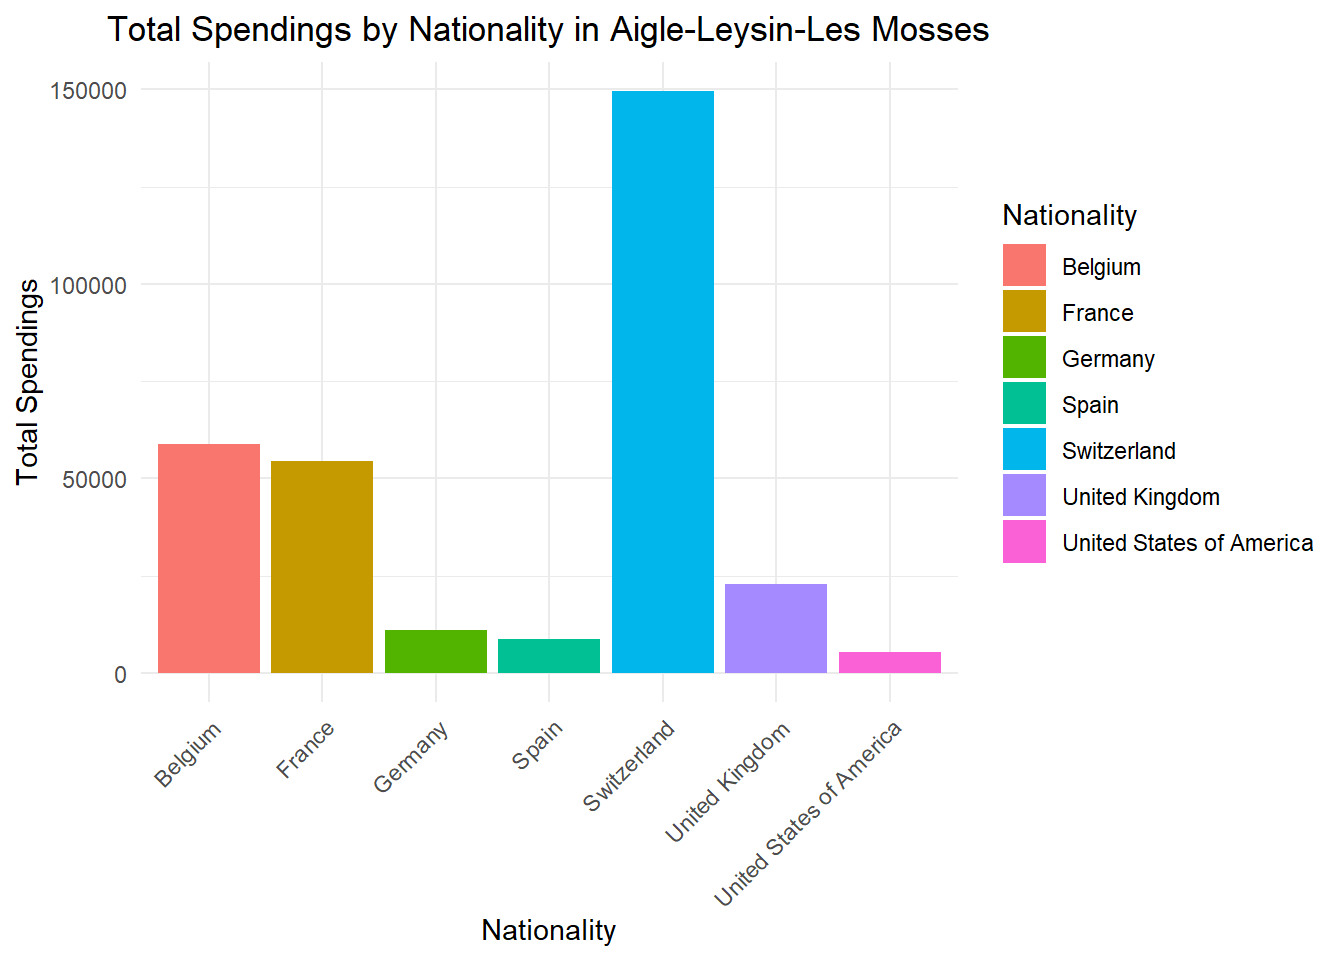 Total Spendings by Nationality in Aigle-Leysin-Les Mosses
Total Spendings
150000
100000
50000
0
Belgium
France
Germany
Spain
Switzerland
United Kingdom
United States of America
Nationality
Nationality
Belgium
France
Germany
Spain
Switzerland
United Kingdom
United States of America